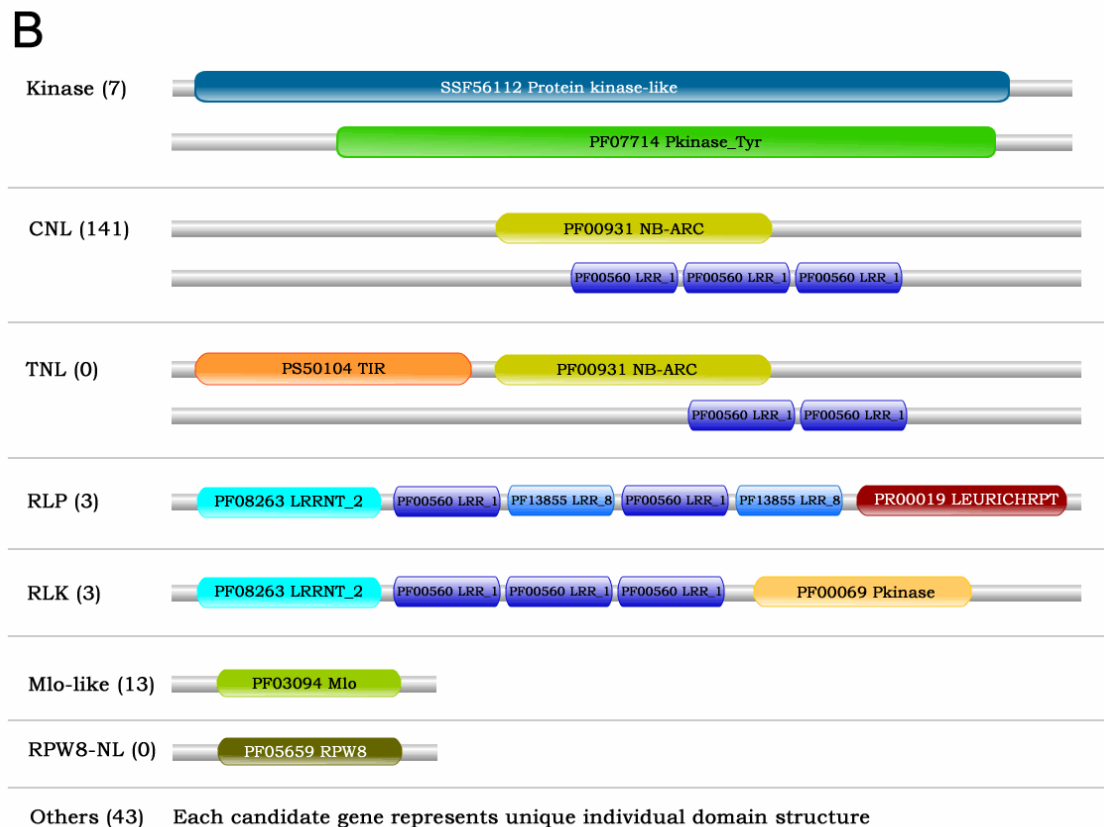 B
Kinase (7)
SSF56112 Protein kinase-like
PF07714 Pkinase_Tyr
CNL (141)
PF00931 NB-ARC
PF00560 LRR_1 PF00560 LRR_1 PF00560 LRR_1
TNL (0)
PS50104 TIR PF00931 NB-ARC
PF00560 LRR_1 PF00560 LRR_1
RLP (3) PF08263 LRRNT_2 PF00560 LRR_1 PF13855 LRR_8 PF00560 LRR_1 PF13855 LRR_8 PR00019 LEURICHRPT
RLK (3) PF08263 LRRNT_2 PF00560 LRR_1 PF00560 LRR_1 PF00560 LRR_1 PF00069 Pkinase
Mlo-like (13) PF03094 Mlo
RPW8-NL (0) PF05659 RPW8
Others (43) Each candidate gene represents unique individual domain structure